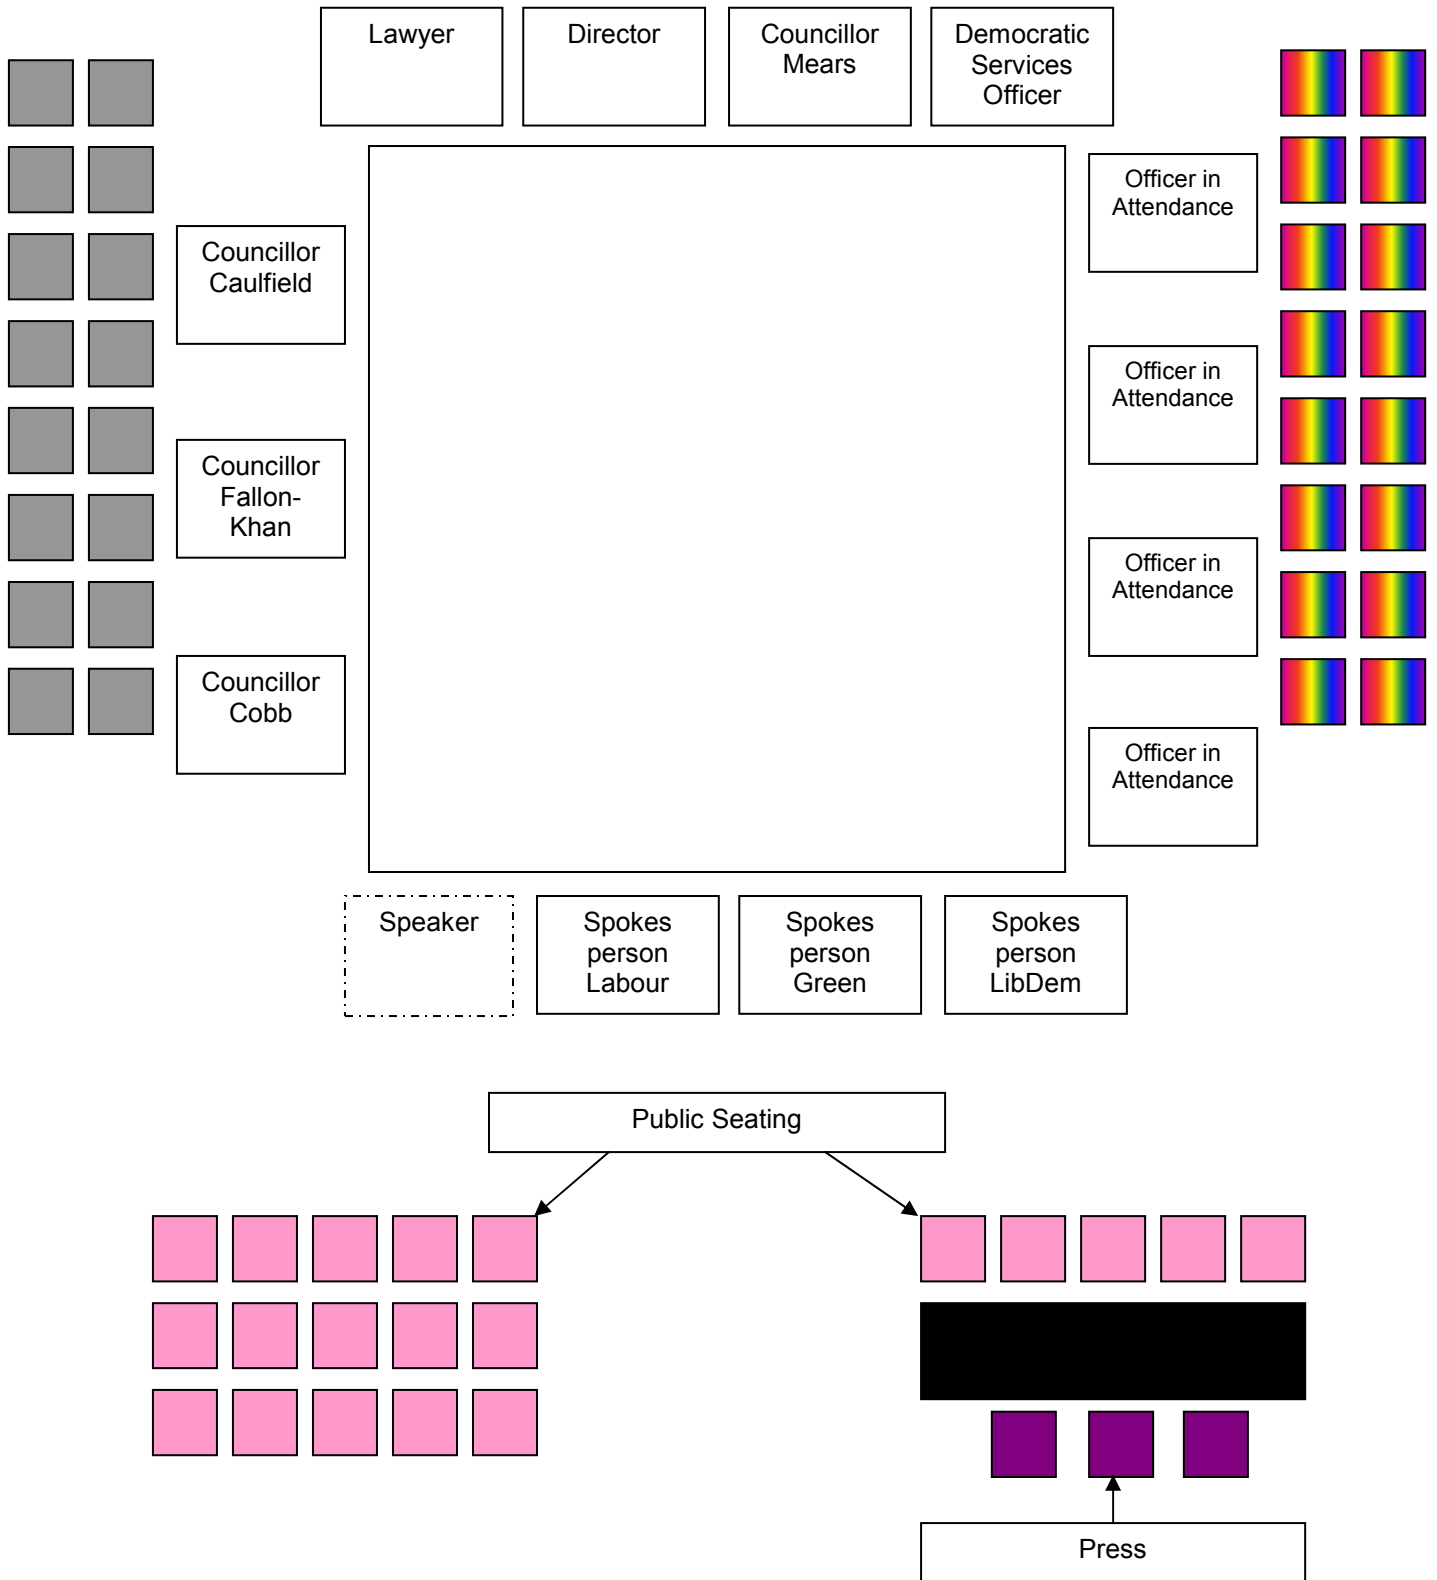 Lawyer
Director
Councillor
Mears
Democratic
Services
Officer
Officer in
Attendance
Councillor
Caulfield
Officer in
Attendance
Councillor
Fallon-
Khan
Officer in
Attendance
Councillor
Cobb
Officer in
Attendance
Speaker
Spokes
person
Labour
Spokes
person
Green
Spokes
person
LibDem
Public Seating
Press